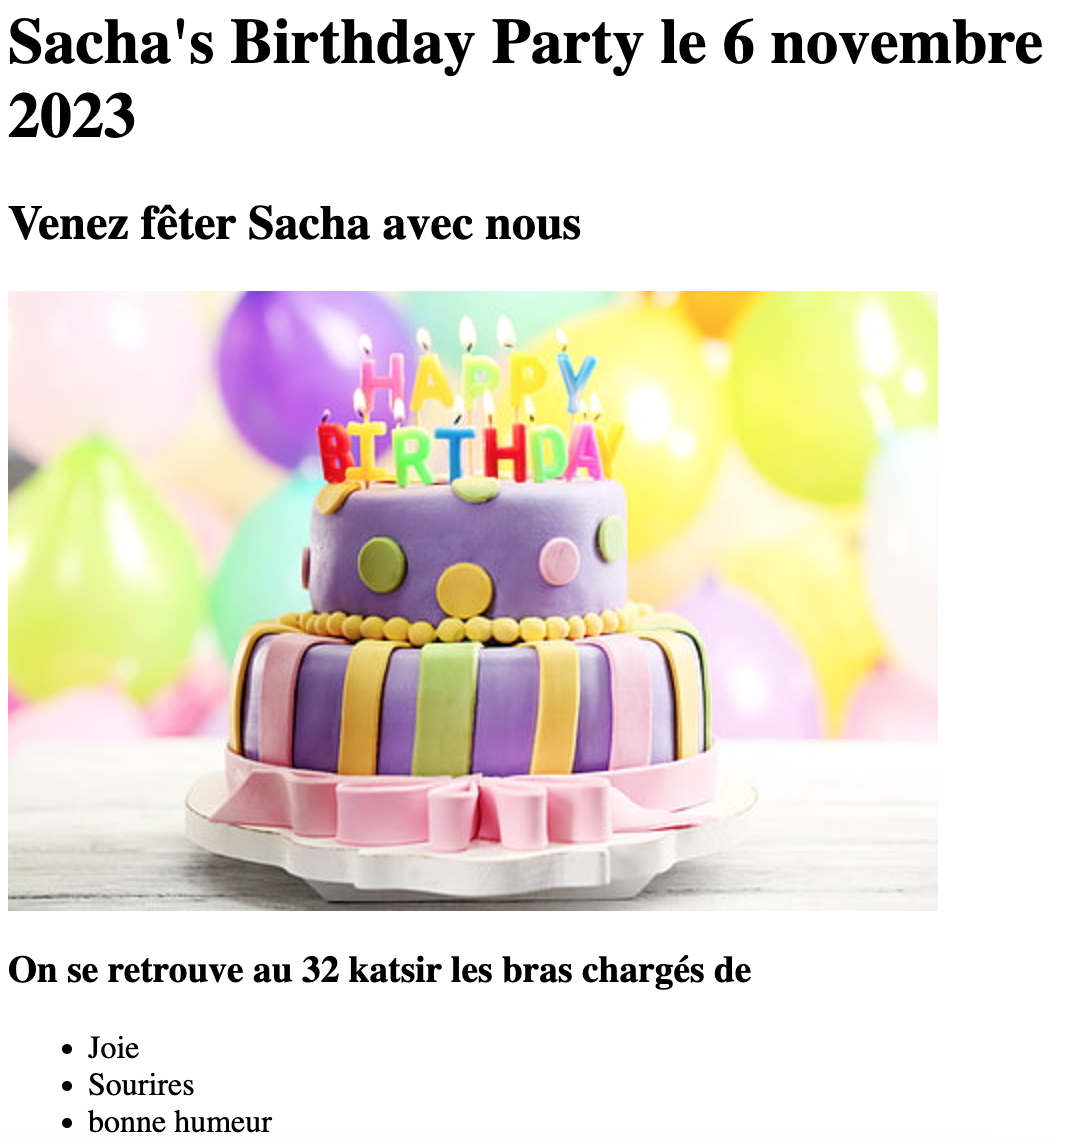 Sacha's Birthday Party le 6 novembre
2023
Venez fêter Sacha avec nous
HAPPY
BIRTHDAY
On se retrouve au 32 katsir les bras chargés de
Joie
Sourires
bonne humeur